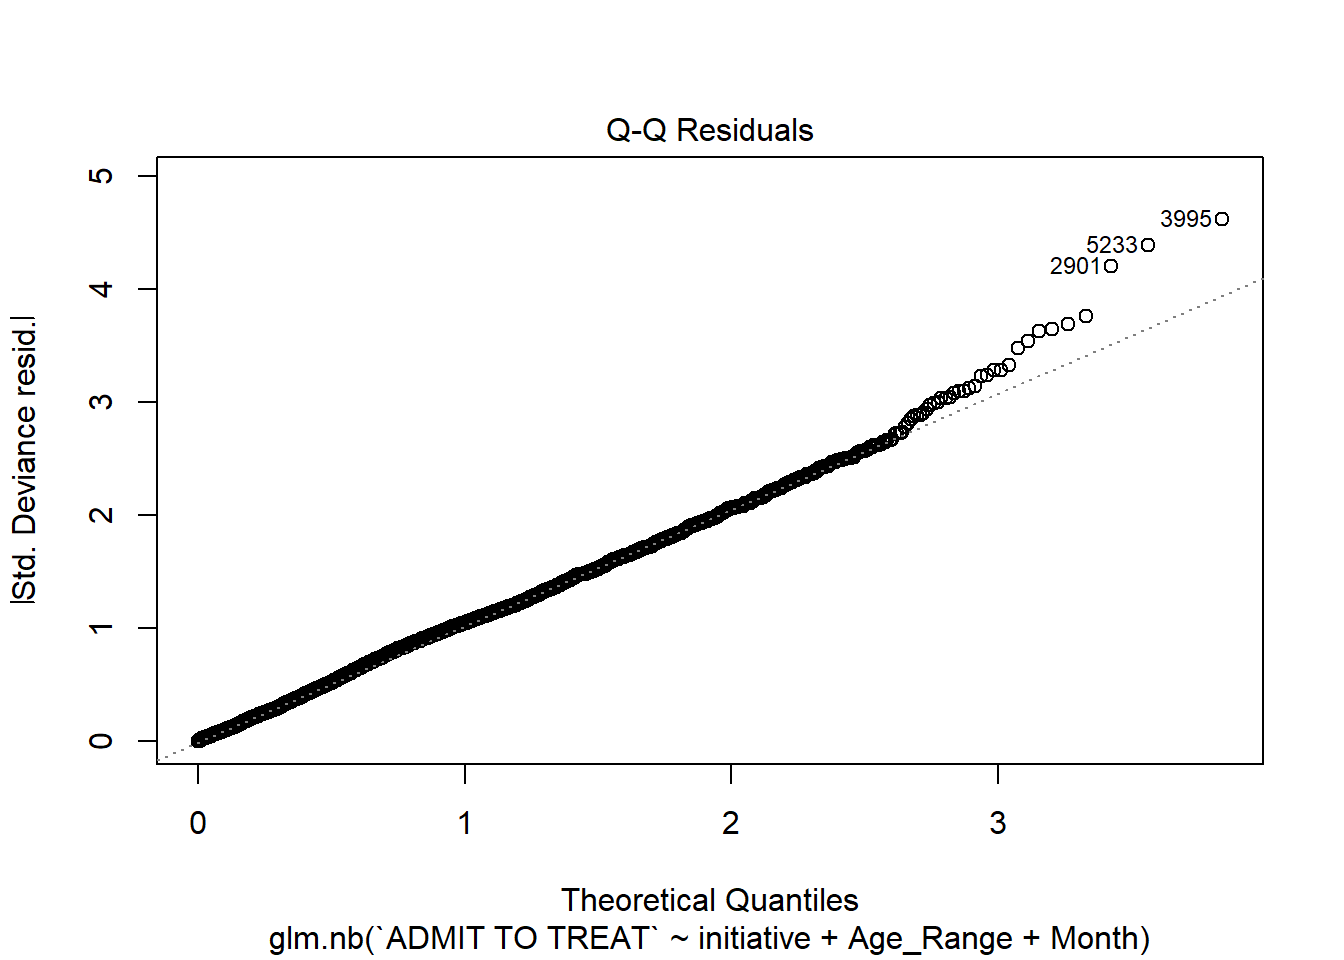 Q-Q Residuals
|Std. Deviance resid.|
5
4
3
2
1
0
3995
5233
2901
0 1 2 3
Theoretical Quantiles
glm.nb(`ADMIT TO TREAT` ~ initiative + Age_Range + Month)